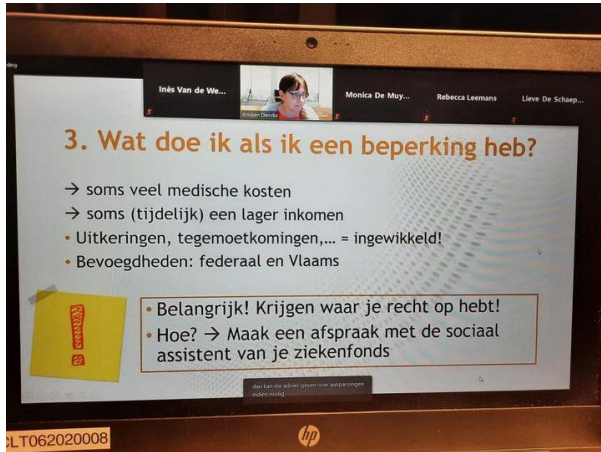 Inès Van de We...
Kristien Dierckx
Monica De Muy...
Rebecca Leemans
Lieve De Schaep...
3. Wat doe ik als ik een beperking heb?
→ soms veel medische kosten
→ soms (tijdelijk) een lager inkomen
• Uitkeringen, tegemoetkomingen,... = ingewikkeld!
• Bevoegdheden: federaal en Vlaams
• Belangrijk! Krijgen waar je recht op hebt!
• Hoe? → Maak een afspraak met de sociaal
assistent van je ziekenfonds
dan kan die advies geven over aanpassingen
indien nodig.
CLT062020008
hp